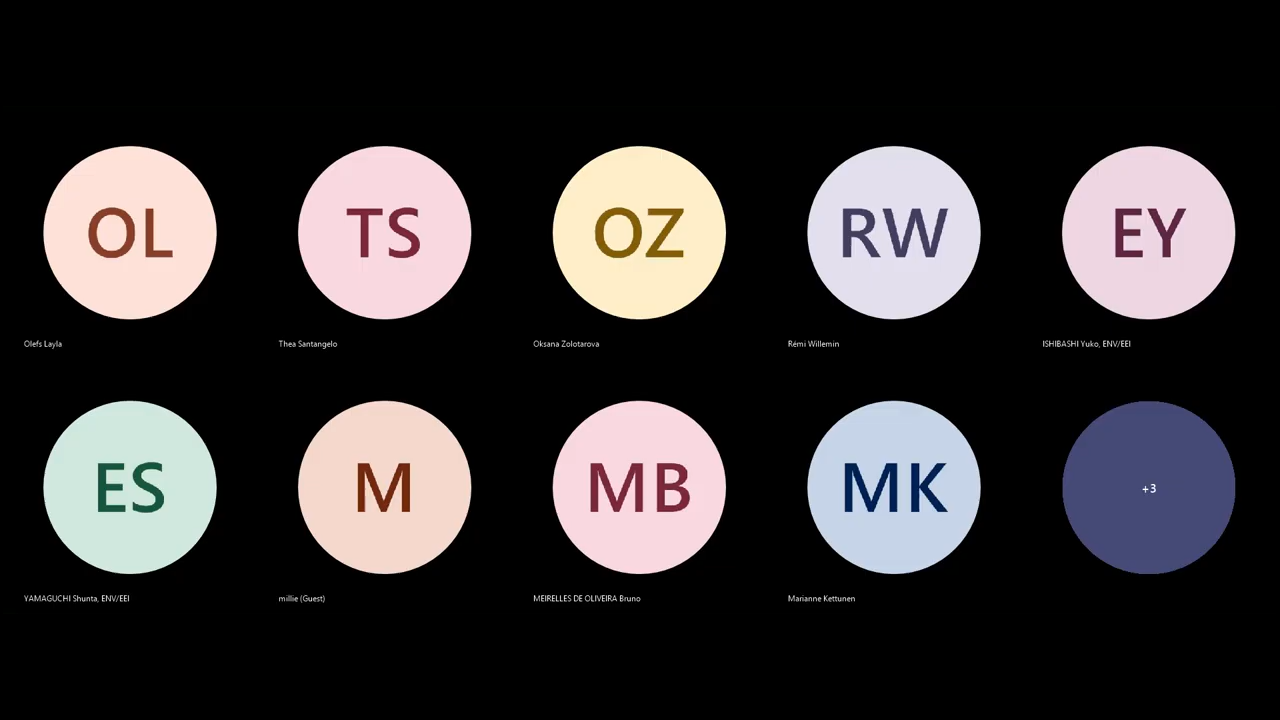 OL
TS
OZ
RW
EY
Olefs Layla
Thea Santangelo
Oksana Zolotarova
Rémi Willemin
ISHIBASHI Yuko, ENV/EEI
ES
M
MB
MK
+3
YAMAGUCHI Shunta, ENV/EEI
millie (Guest)
MEIRELLES DE OLIVEIRA Bruno
Marianne Kettunen